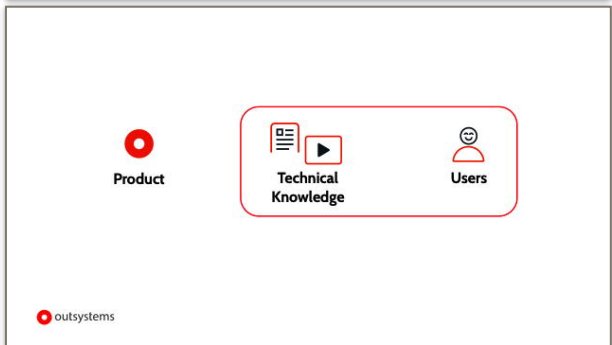 Product
Technical
Knowledge
Users
outsystems